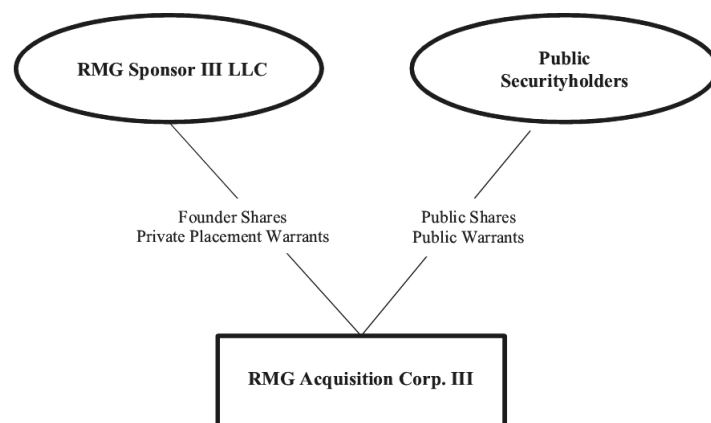 RMG Sponsor III LLC
Public
Securityholders
Founder Shares
Private Placement Warrants
Public Shares
Public Warrants
RMG Acquisition Corp. III